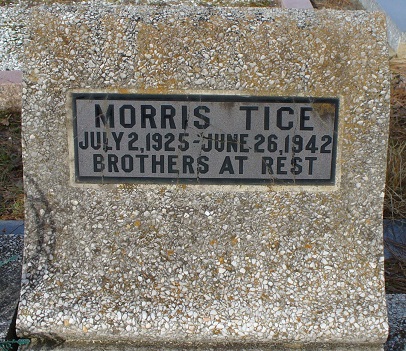 MORRIS TICE
JULY 2, 1925 - JUNE 26, 1942
BROTHERS AT REST